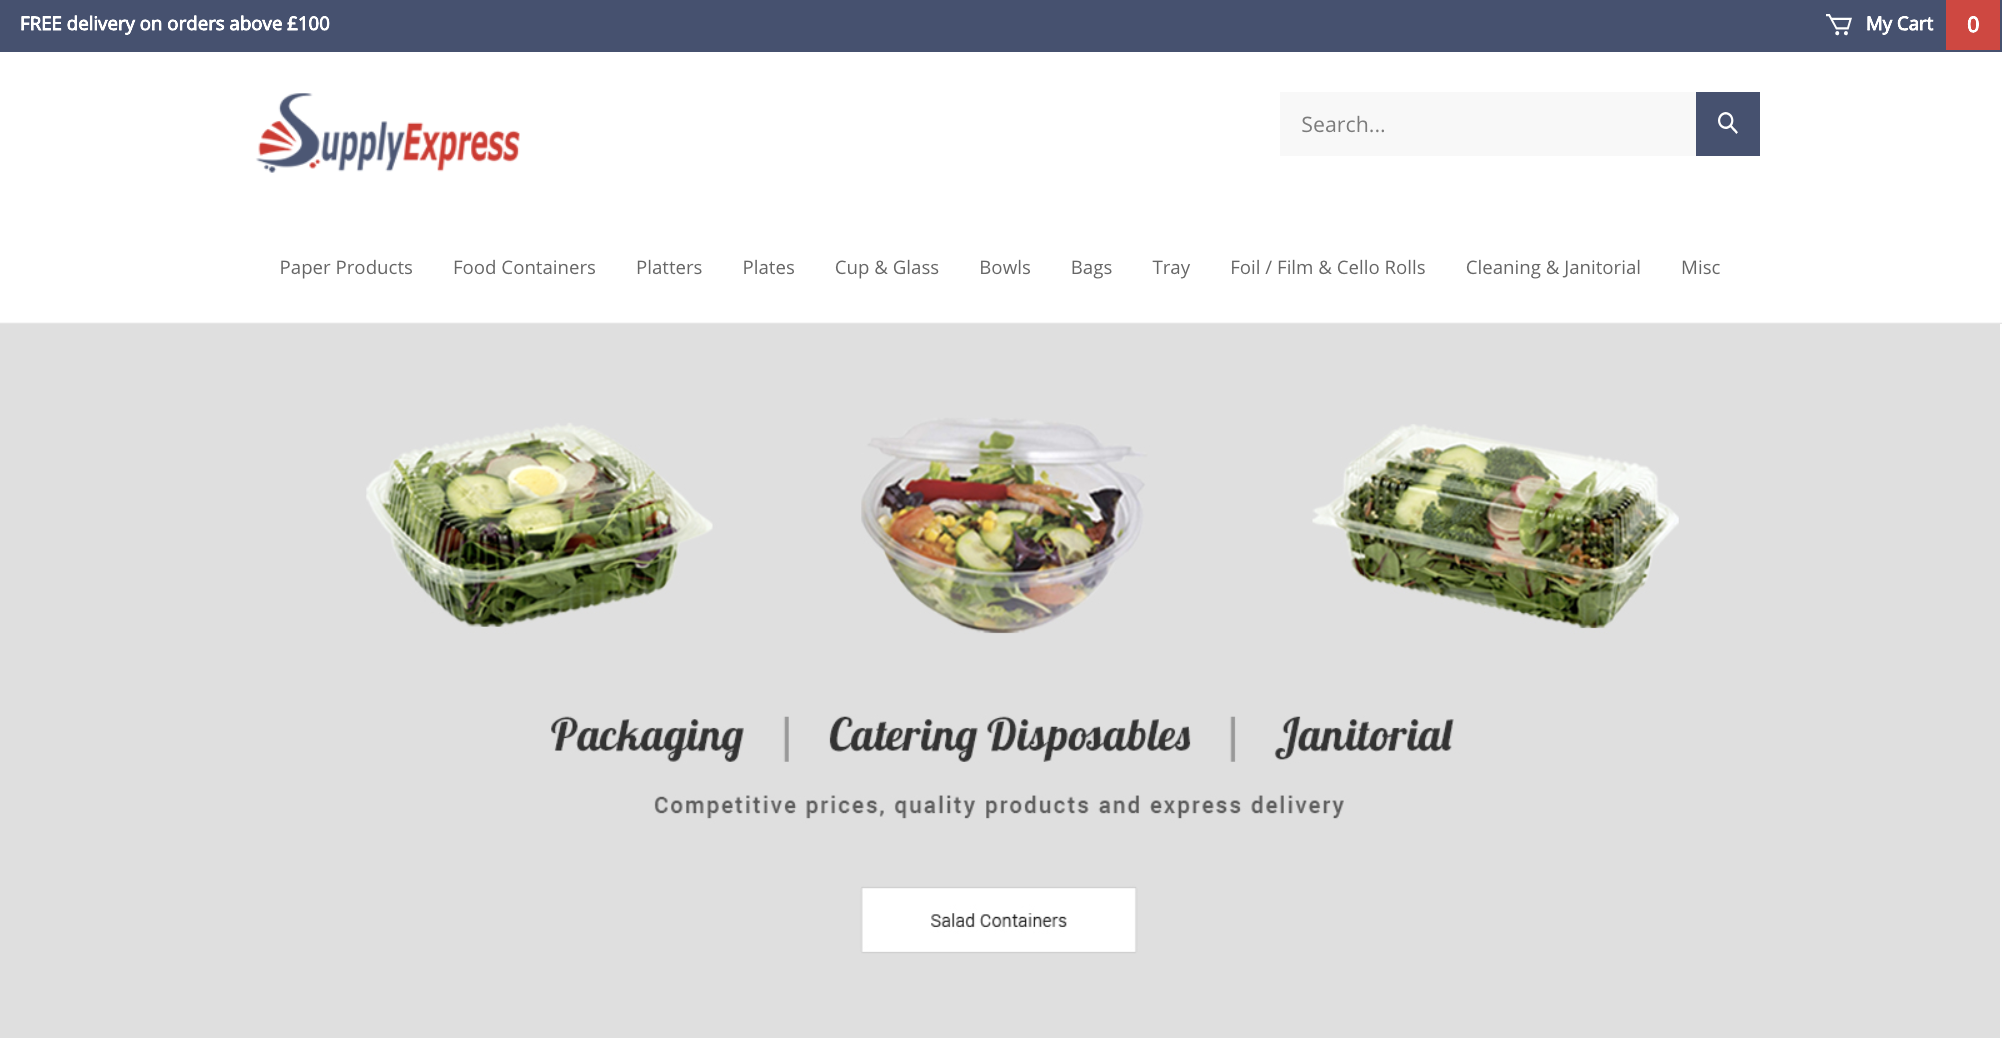 FREE delivery on orders above £100
My Cart 0
SupplyExpress
Search...
Paper Products Food Containers Platters Plates Cup & Glass Bowls Bags Tray Foil / Film & Cello Rolls Cleaning & Janitorial Misc
Packaging | Catering Disposables | Janitorial
Competitive prices, quality products and express delivery
Salad Containers